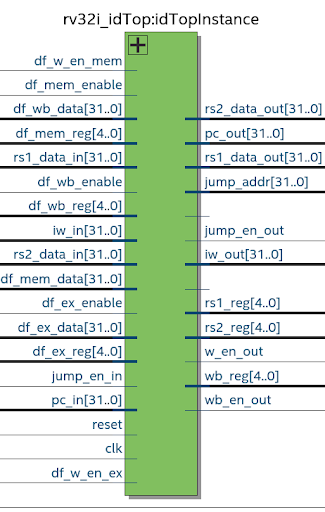 rv32i_idTop:idTopInstance
df_w_en_mem
df_mem_enable
df_wb_data[31..0]
df_mem_reg[4..0]
rs1_data_in[31..0]
df_wb_enable
df_wb_reg[4..0]
iw_in[31..0]
rs2_data_in[31..0]
df_mem_data[31..0]
df_ex_enable
df_ex_data[31..0]
df_ex_reg[4..0]
jump_en_in
pc_in[31..0]
reset
clk
df_w_en_ex
rs2_data_out[31..0]
pc_out[31..0]
rs1_data_out[31..0]
jump_addr[31..0]
jump_en_out
iw_out[31..0]
rs1_reg[4..0]
rs2_reg[4..0]
w_en_out
wb_reg[4..0]
wb_en_out